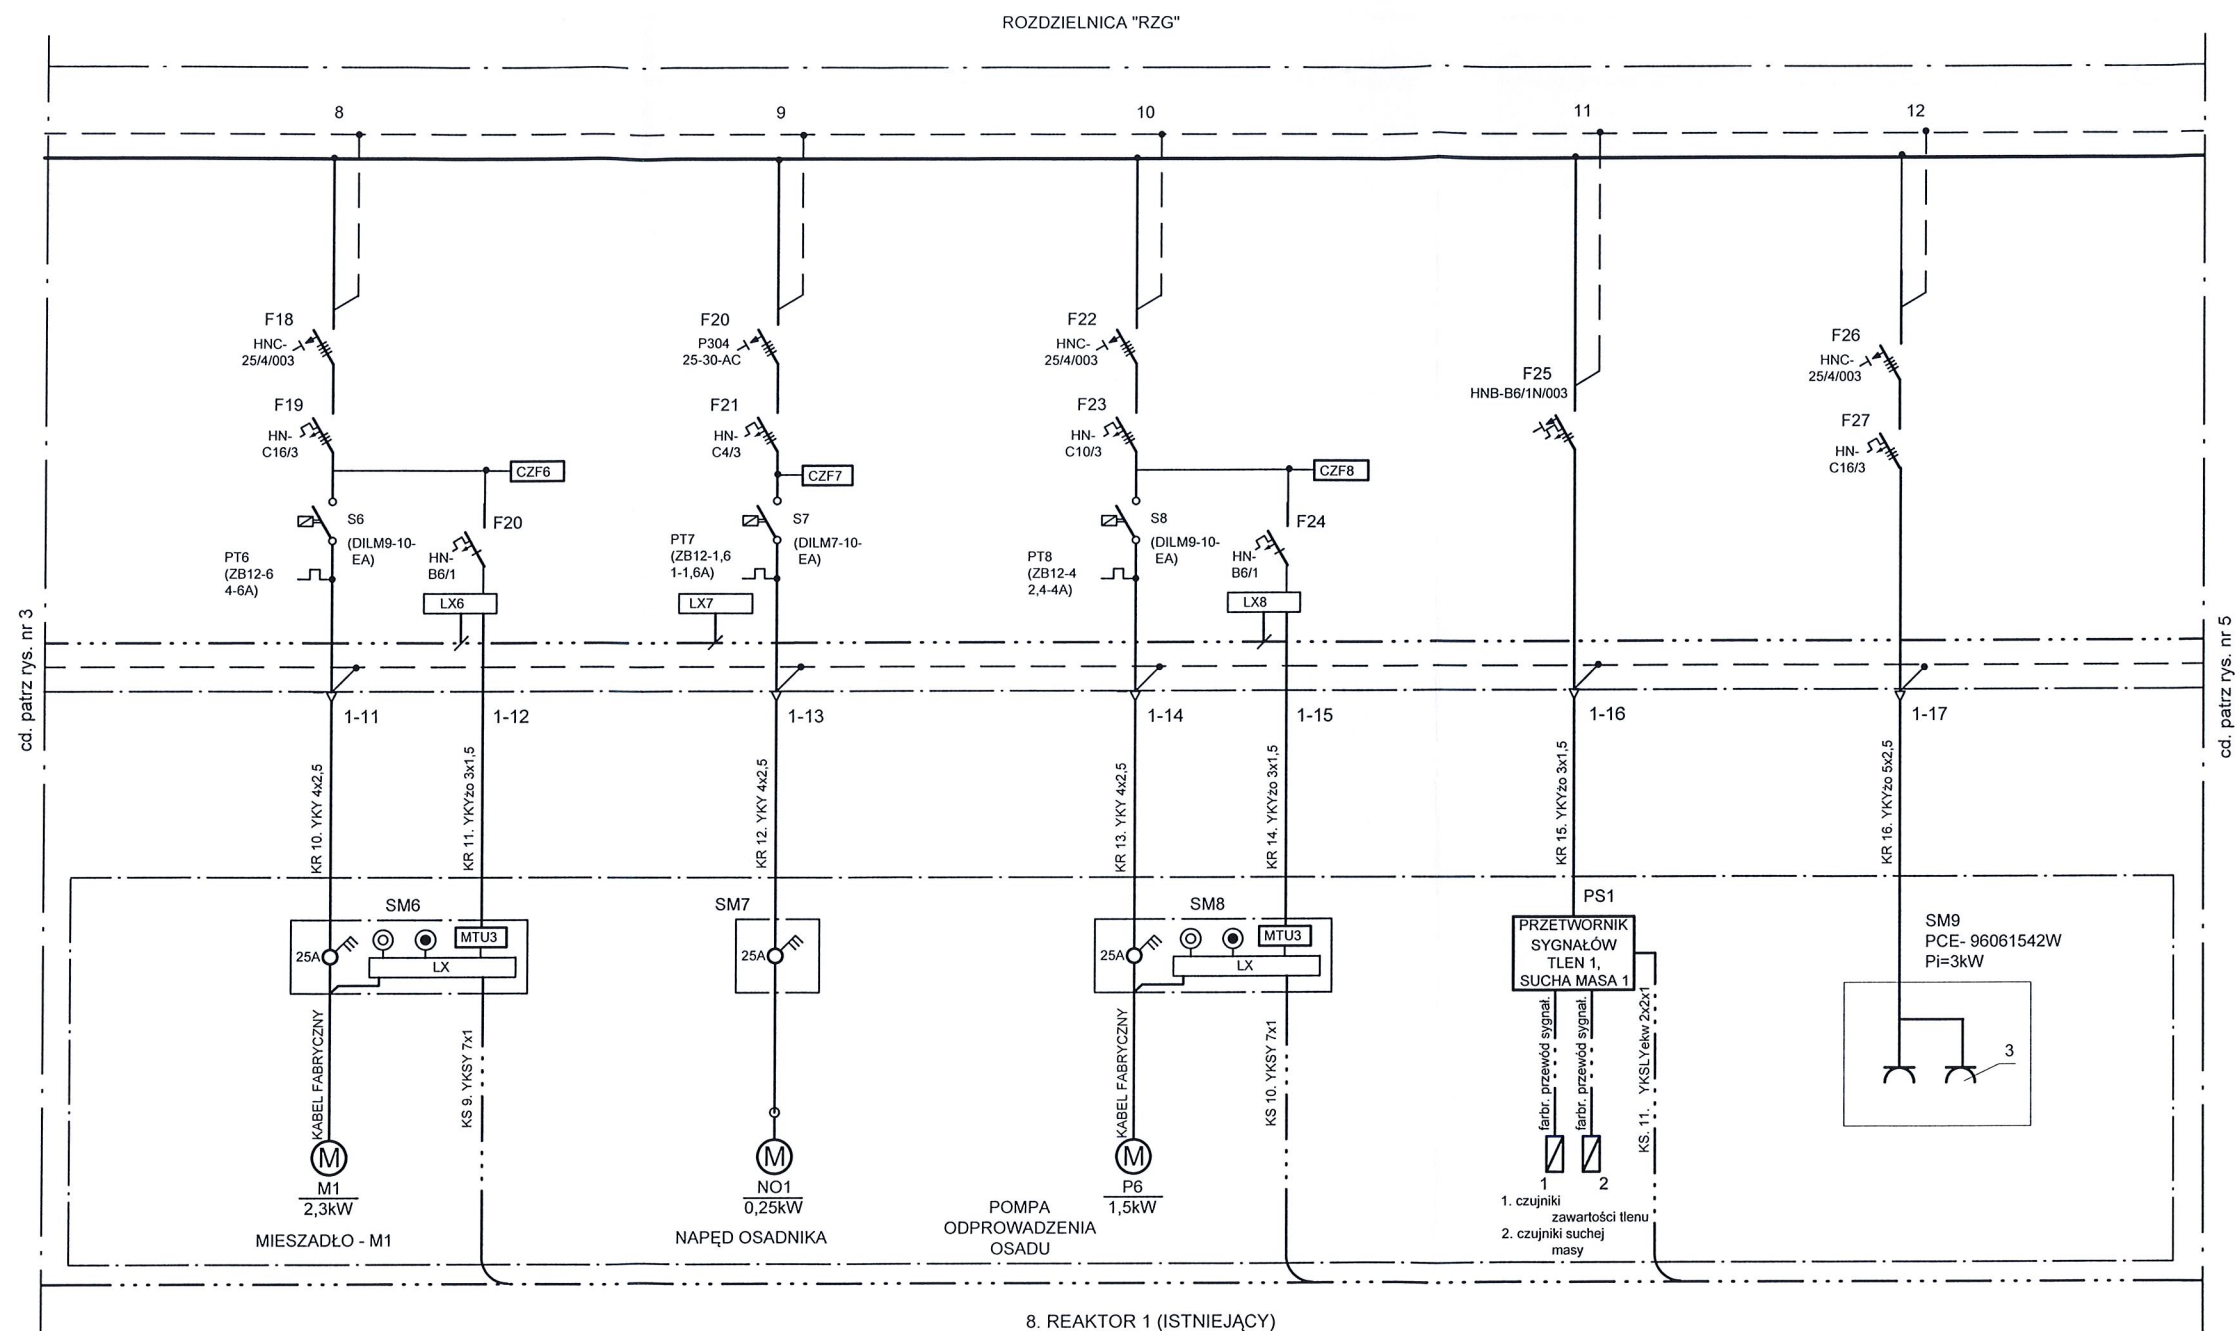 ROZDZIELNICA "RZG"
8
9
10
11
12
F18
HNC-
25/4/003
F19
HN-
C16/3
CZF6
S6
(DILM9-10-
EA)
F20
HN-
B6/1
PT6
(ZB12-6
4-6A)
LX6
F20
P304
25-30-AC
F21
HN-
C4/3
CZF7
S7
(DILM7-10-
EA)
PT7
(ZB12-1,6
1-1,6A)
LX7
F22
HNC-
25/4/003
F23
HN-
C10/3
CZF8
S8
(DILM9-10-
EA)
F24
HN-
B6/1
PT8
(ZB12-4
2,4-4A)
LX8
F25
HNB-B6/1N/003
F26
HNC-
25/4/003
F27
HN-
C16/3
cd. patrz rys. nr 3
cd. patrz rys. nr 5
1-11
1-12
1-13
1-14
1-15
1-16
1-17
KR 10. YKY 4x2,5
KR 11. YKYżo 3x1,5
KR 12. YKY 4x2,5
KR 13. YKY 4x2,5
KR 14. YKYżo 3x1,5
KR 15. YKYżo 3x1,5
KR 16. YKYżo 5x2,5
SM6
25A
MTU3
LX
KABEL FABRYCZNY
KS 9. YKSY 7x1
M
M1
2,3kW
MIESZADŁO - M1
SM7
25A
M
NO1
0,25kW
NAPĘD OSADNIKA
SM8
25A
MTU3
LX
KABEL FABRYCZNY
KS 10. YKSY 7x1
M
P6
1,5kW
POMPA
ODPROWADZENIA
OSADU
PS1
PRZETWORNIK
SYGNAŁÓW
TLEN 1,
SUCHA MASA 1
farbr. przewód sygnał.
farbr. przewód sygnał.
KS. 11. YKSLYekw 2x2x1
1
2
1. czujniki
zawartości tlenu
2. czujniki suchej
masy
SM9
PCE- 96061542W
Pi=3kW
3
8. REAKTOR 1 (ISTNIEJĄCY)